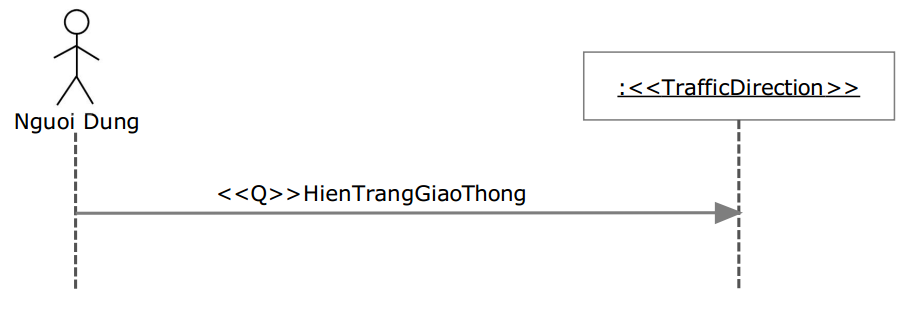 Nguoi Dung
:<<TrafficDirection>>
<<Q>>HienTrangGiaoThong